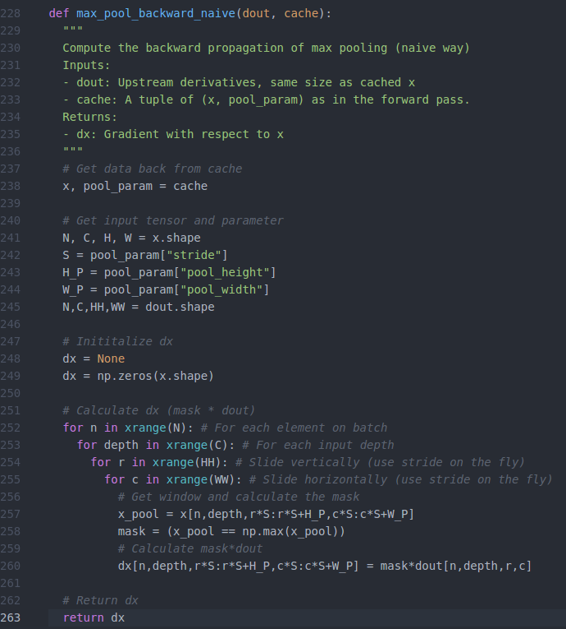 228 def max_pool_backward_naive(dout, cache):
229   """
230   Compute the backward propagation of max pooling (naive way)
231   Inputs:
232   - dout: Upstream derivatives, same size as cached x
233   - cache: A tuple of (x, pool_param) as in the forward pass.
234   Returns:
235   - dx: Gradient with respect to x
236   """
237   # Get data back from cache
238   x, pool_param = cache
239
240   # Get input tensor and parameter
241   N, C, H, W = x.shape
242   S = pool_param["stride"]
243   H_P = pool_param["pool_height"]
244   W_P = pool_param["pool_width"]
245   N,C,HH,WW = dout.shape
246
247   # Inititalize dx
248   dx = None
249   dx = np.zeros(x.shape)
250
251   # Calculate dx (mask * dout)
252   for n in xrange(N): # For each element on batch
253     for depth in xrange(C): # For each input depth
254       for r in xrange(HH): # Slide vertically (use stride on the fly)
255         for c in xrange(WW): # Slide horizontally (use stride on the fly)
256           # Get window and calculate the mask
257           x_pool = x[n,depth,r*S:r*S+H_P,c*S:c*S+W_P]
258           mask = (x_pool == np.max(x_pool))
259           # Calculate mask*dout
260           dx[n,depth,r*S:r*S+H_P,c*S:c*S+W_P] = mask*dout[n,depth,r,c]
261
262   # Return dx
263   return dx